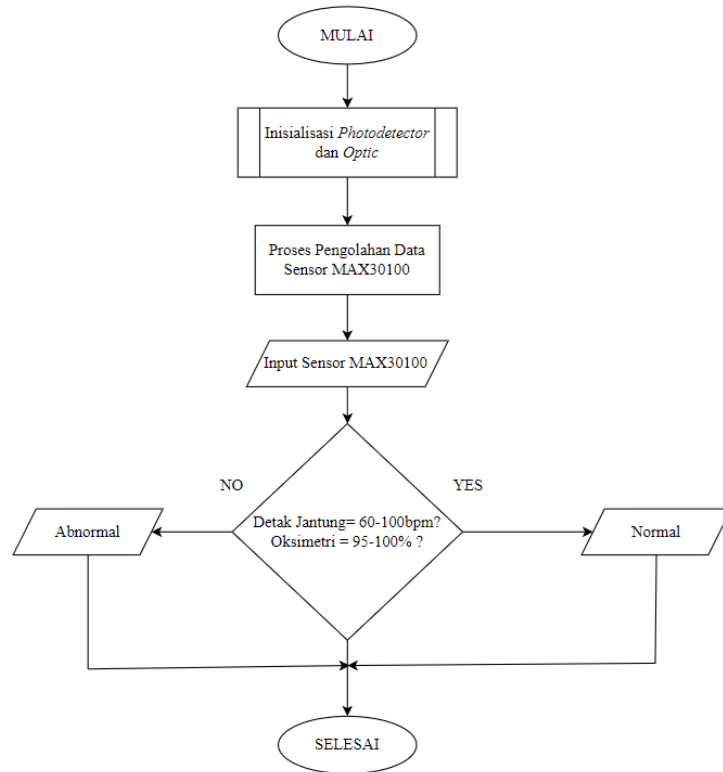 MULAI
Inisialisasi Photodetector
dan Optic
Proses Pengolahan Data
Sensor MAX30100
Input Sensor MAX30100
NO
YES
Abnormal
Detak Jantung= 60-100bpm?
Oksimetri = 95-100% ?
Normal
SELESAI